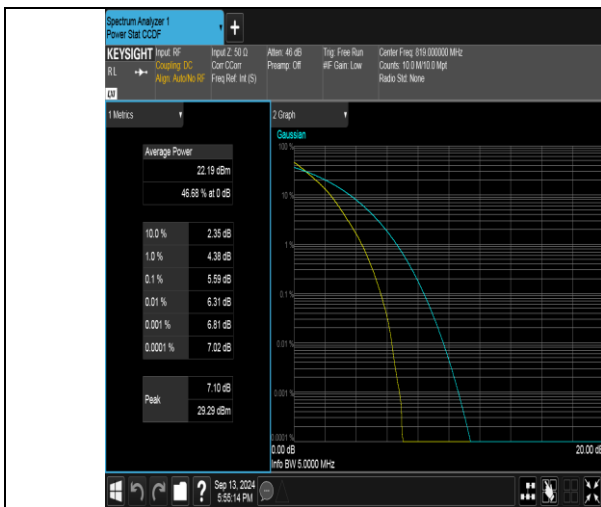 Spectrum Analyzer 1
Power Stat CCDF
+
KEYSIGHT Input: RF Input Z: 50 Ω Atten: 46 dB Trig: Free Run Center Freq: 819.000000 MHz
RL Coupling: DC Corr CCorr Preamp: Off #IF Gain: Low Counts: 10.0 M/10.0 Mpt
Align: Auto/No RF Freq Ref: Int (S) Radio Std: None
1 Metrics
Average Power
22.19 dBm
46.68 % at 0 dB
10.0 % 2.35 dB
1.0 % 4.38 dB
0.1 % 5.59 dB
0.01 % 6.31 dB
0.001 % 6.81 dB
0.0001 % 7.02 dB
Peak 7.10 dB
29.29 dBm
2 Graph
Gaussian
100 %
10 %
1 %
0.1 %
0.01 %
0.001 %
0.0001 %
0.00 dB 20.00 dB
Info BW 5.0000 MHz
? Sep 13, 2024
5:55:14 PM